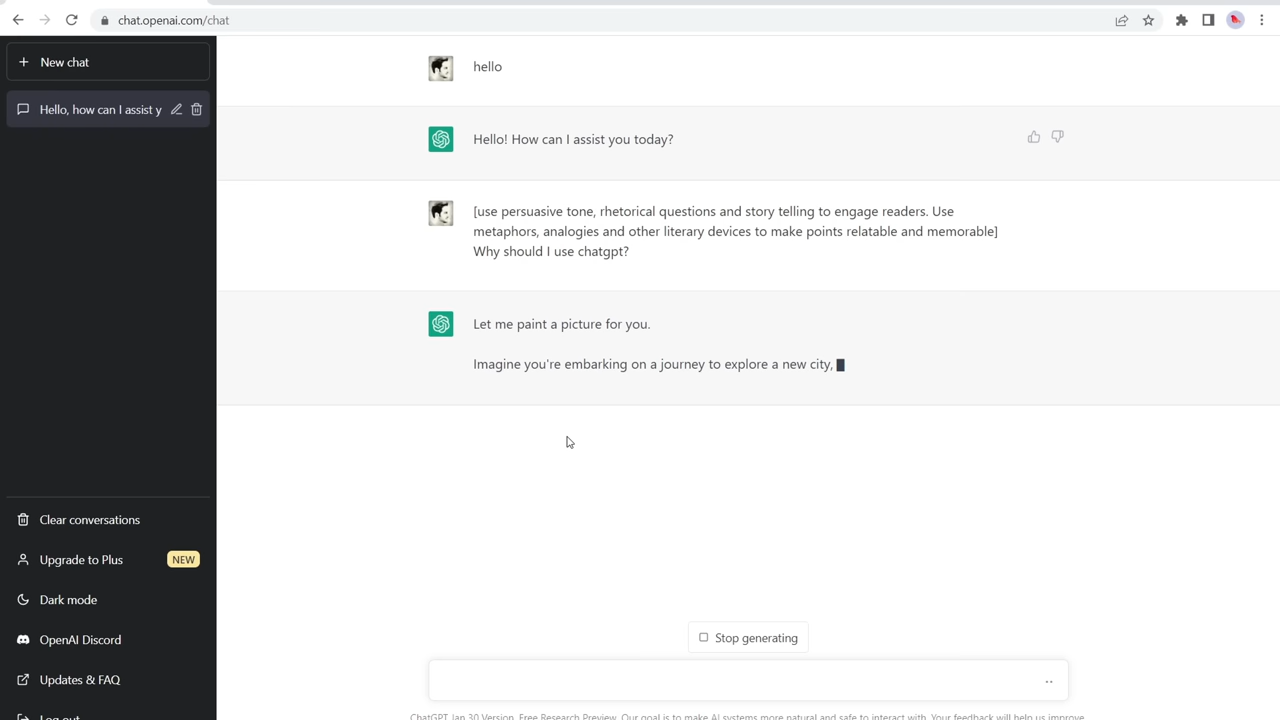 chat.openai.com/chat
New chat
Hello, how can I assist y
Clear conversations
Upgrade to Plus NEW
Dark mode
OpenAI Discord
Updates & FAQ
Log out
hello
Hello! How can I assist you today?
[use persuasive tone, rhetorical questions and story telling to engage readers. Use
metaphors, analogies and other literary devices to make points relatable and memorable]
Why should I use chatgpt?
Let me paint a picture for you.
Imagine you're embarking on a journey to explore a new city,
Stop generating
ChatGPT Jan 30 Version. Free Research Preview. Our goal is to make AI systems more natural and safe to interact with. Your feedback will help us improve